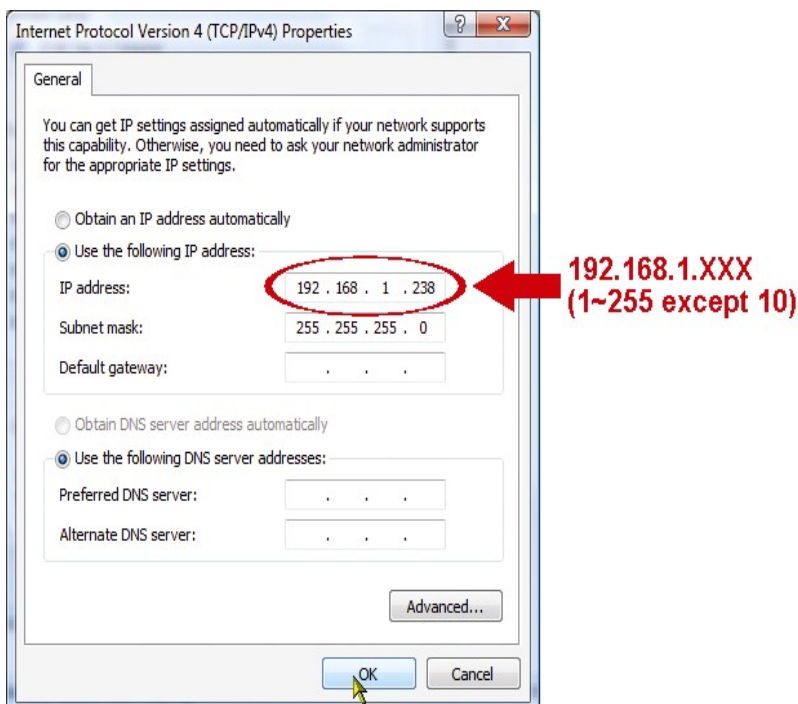 Internet Protocol Version 4 (TCP/IPv4) Properties
?
X
General
You can get IP settings assigned automatically if your network supports
this capability. Otherwise, you need to ask your network administrator
for the appropriate IP settings.
Obtain an IP address automatically
Use the following IP address:
IP address: 192 . 168 . 1 . 238
192.168.1.XXX
(1~255 except 10)
Subnet mask: 255 . 255 . 255 . 0
Default gateway: . . .
Obtain DNS server address automatically
Use the following DNS server addresses:
Preferred DNS server: . . .
Alternate DNS server: . . .
Advanced...
OK Cancel